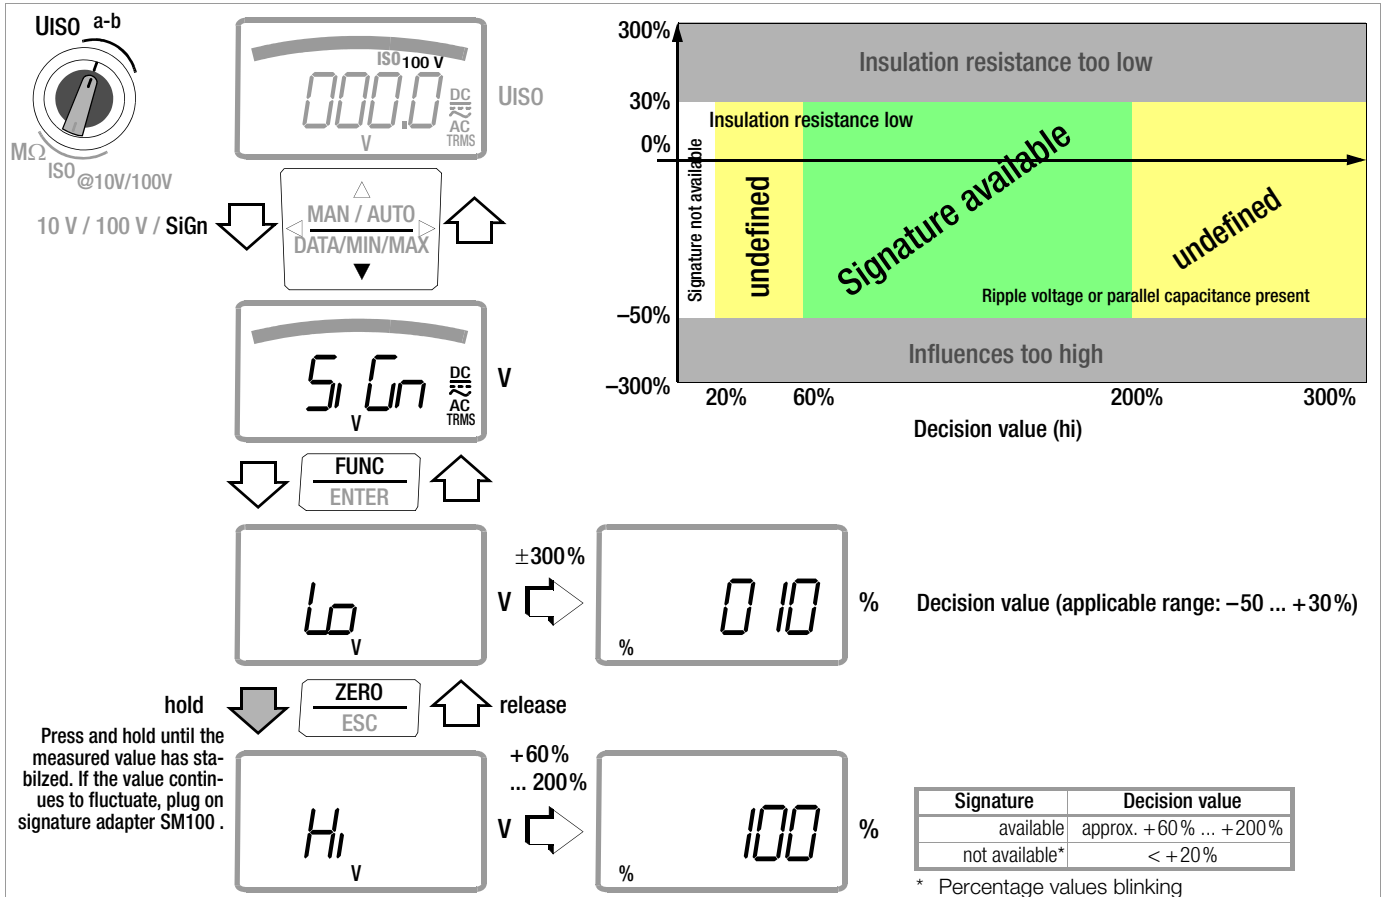 UISO a-b
MΩ ISO @10V/100V
10 V / 100 V / SiGn
ISO 100 V
000.0
DC
AC
TRMS
V
UISO
MAN / AUTO
DATA/MIN/MAX
SiGn
DC
AC
TRMS
V
V
FUNC
ENTER
Lo
V
V
±300%
010
%
%
Decision value (applicable range: –50 ... +30%)
hold
ZERO
ESC
release
Press and hold until the
measured value has sta-
bilzed. If the value contin-
ues to fluctuate, plug on
signature adapter SM100 .
Hi
V
V
+60%
... 200%
100
%
%
300%
30%
0%
–50%
–300%
Insulation resistance too low
Insulation resistance low
Signature not available
undefined
Signature available
undefined
Ripple voltage or parallel capacitance present
Influences too high
20% 60% 200% 300%
Decision value (hi)
Signature Decision value
available approx. +60% ... +200%
not available* < +20%
* Percentage values blinking